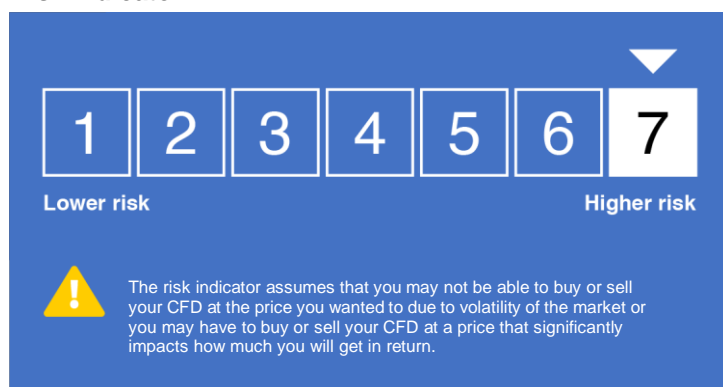 1 2 3 4 5 6 7
Lower risk Higher risk
The risk indicator assumes that you may not be able to buy or sell
your CFD at the price you wanted to due to volatility of the market or
you may have to buy or sell your CFD at a price that significantly
impacts how much you will get in return.